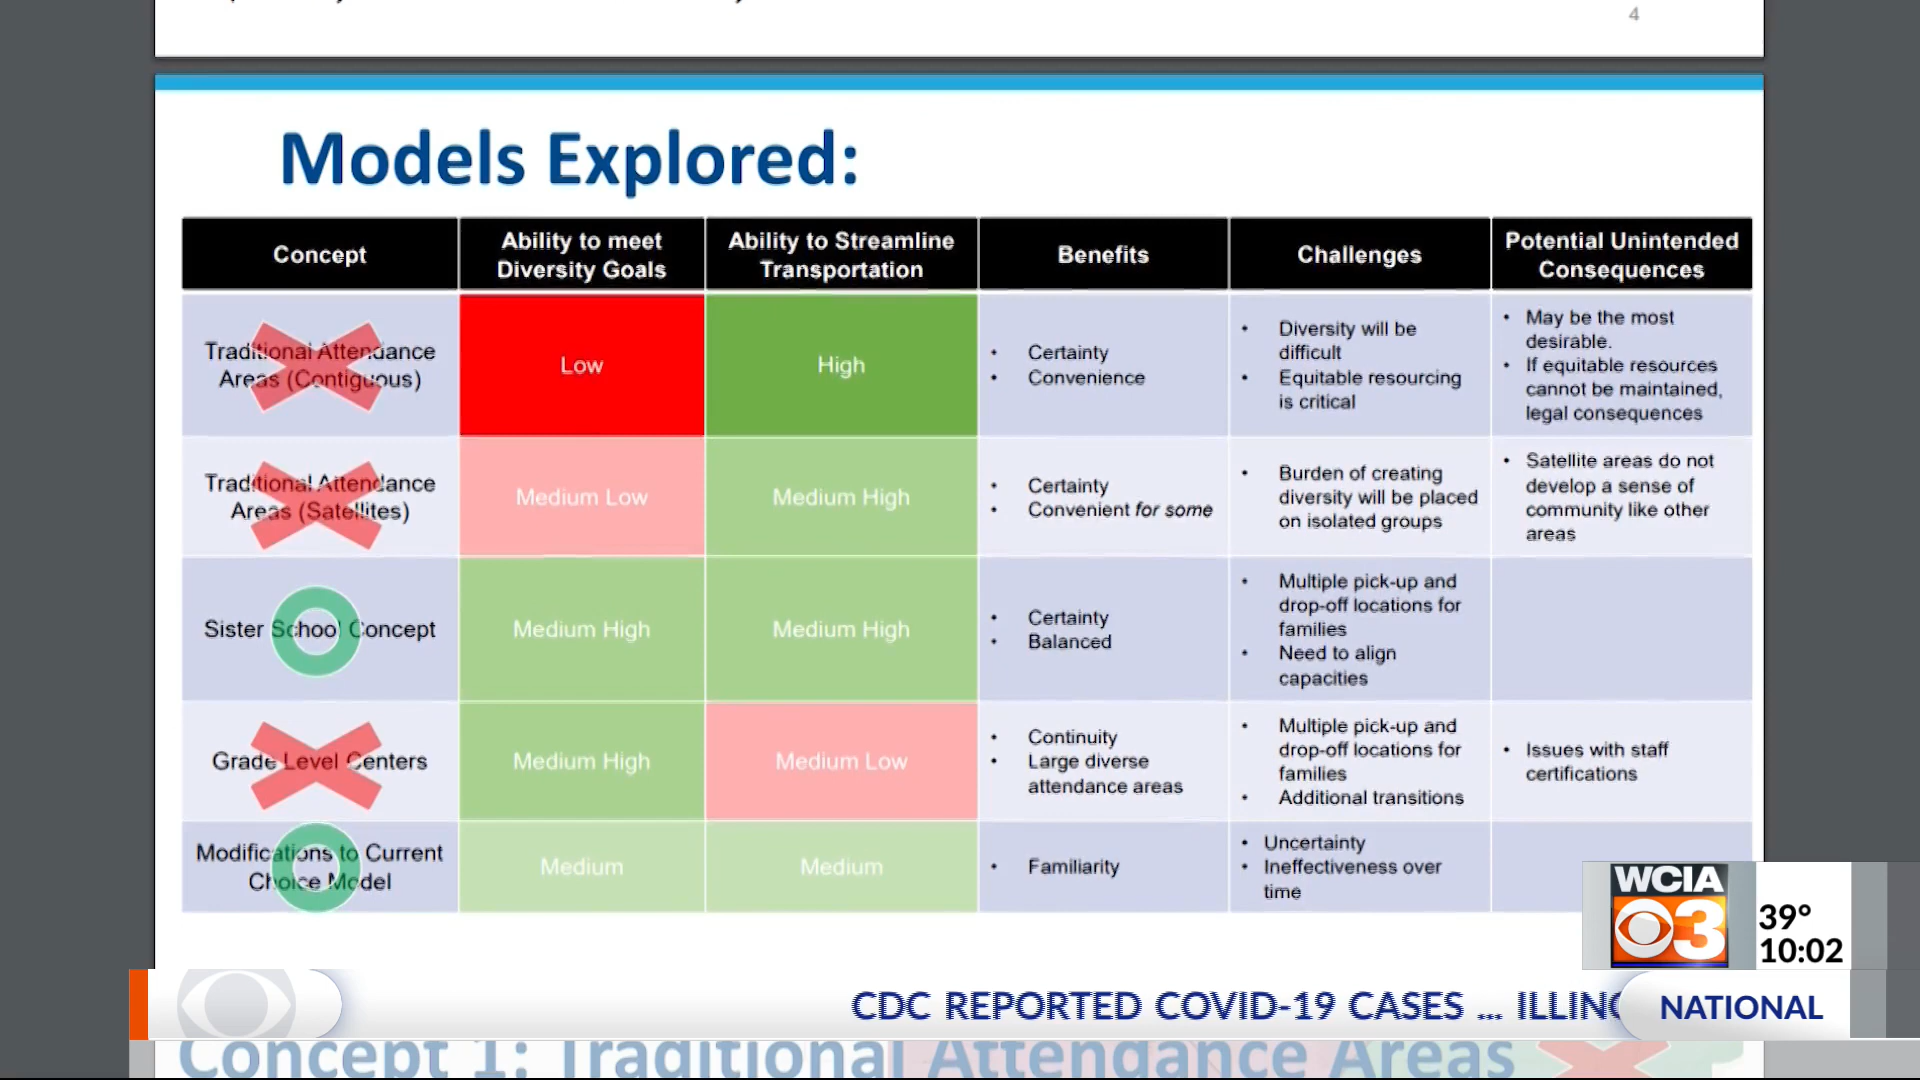 4
Models Explored:
Concept
Ability to meet
Diversity Goals
Ability to Streamline
Transportation
Benefits
Challenges
Potential Unintended
Consequences
Traditional Attendance
Areas (Contiguous)
Low
High
• Certainty
• Convenience
• Diversity will be
difficult
• Equitable resourcing
is critical
• May be the most
desirable.
• If equitable resources
cannot be maintained,
legal consequences
Traditional Attendance
Areas (Satellites)
Medium Low
Medium High
• Certainty
• Convenient for some
• Burden of creating
diversity will be placed
on isolated groups
• Satellite areas do not
develop a sense of
community like other
areas
Sister School Concept
Medium High
Medium High
• Certainty
• Balanced
• Multiple pick-up and
drop-off locations for
families
• Need to align
capacities
Grade Level Centers
Medium High
Medium Low
• Continuity
• Large diverse
attendance areas
• Multiple pick-up and
drop-off locations for
families
• Additional transitions
• Issues with staff
certifications
Modifications to Current
Choice Model
Medium
Medium
• Familiarity
• Uncertainty
• Ineffectiveness over
time
WCIA
3
39°
10:02
CDC REPORTED COVID-19 CASES ... ILLIN
NATIONAL
Concept 1: Traditional Attendance Areas